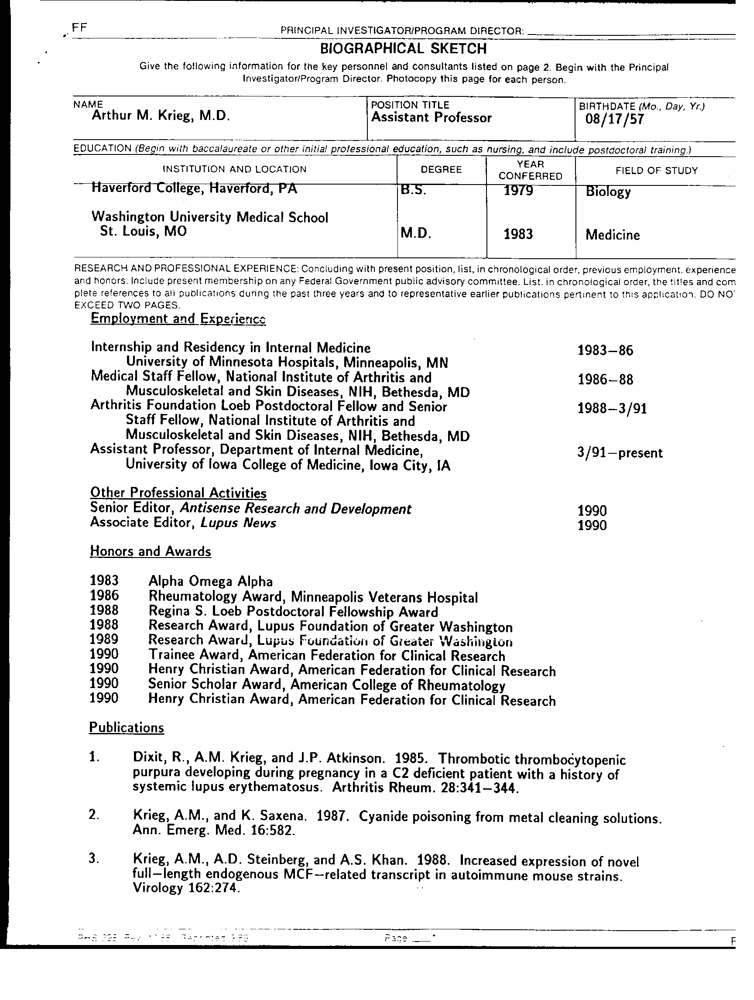 FF
PRINCIPAL INVESTIGATOR/PROGRAM DIRECTOR:
BIOGRAPHICAL SKETCH
Give the following information for the key personnel and consultants listed on page 2. Begin with the Principal
Investigator/Program Director. Photocopy this page for each person.
NAME POSITION TITLE BIRTHDATE (Mo., Day, Yr.)
Arthur M. Krieg, M.D. Assistant Professor 08/17/57
EDUCATION (Begin with baccalaureate or other initial professional education, such as nursing, and include postdoctoral training.)
INSTITUTION AND LOCATION DEGREE YEAR CONFERRED FIELD OF STUDY
Haverford College, Haverford, PA B.S. 1979 Biology
Washington University Medical School
St. Louis, MO M.D. 1983 Medicine
RESEARCH AND PROFESSIONAL EXPERIENCE: Concluding with present position, list, in chronological order, previous employment, experience
and honors. Include present membership on any Federal Government public advisory committee. List, in chronological order, the titles and com
plete references to all publications during the past three years and to representative earlier publications pertinent to this application. DO NO
EXCEED TWO PAGES.
Employment and Experience
Internship and Residency in Internal Medicine 1983–86
University of Minnesota Hospitals, Minneapolis, MN
Medical Staff Fellow, National Institute of Arthritis and 1986–88
Musculoskeletal and Skin Diseases, NIH, Bethesda, MD
Arthritis Foundation Loeb Postdoctoral Fellow and Senior 1988–3/91
Staff Fellow, National Institute of Arthritis and
Musculoskeletal and Skin Diseases, NIH, Bethesda, MD
Assistant Professor, Department of Internal Medicine, 3/91–present
University of Iowa College of Medicine, Iowa City, IA
Other Professional Activities
Senior Editor, Antisense Research and Development 1990
Associate Editor, Lupus News 1990
Honors and Awards
1983 Alpha Omega Alpha
1986 Rheumatology Award, Minneapolis Veterans Hospital
1988 Regina S. Loeb Postdoctoral Fellowship Award
1988 Research Award, Lupus Foundation of Greater Washington
1989 Research Award, Lupus Foundation of Greater Washington
1990 Trainee Award, American Federation for Clinical Research
1990 Henry Christian Award, American Federation for Clinical Research
1990 Senior Scholar Award, American College of Rheumatology
1990 Henry Christian Award, American Federation for Clinical Research
Publications
1. Dixit, R., A.M. Krieg, and J.P. Atkinson. 1985. Thrombotic thrombocytopenic
purpura developing during pregnancy in a C2 deficient patient with a history of
systemic lupus erythematosus. Arthritis Rheum. 28:341–344.
2. Krieg, A.M., and K. Saxena. 1987. Cyanide poisoning from metal cleaning solutions.
Ann. Emerg. Med. 16:582.
3. Krieg, A.M., A.D. Steinberg, and A.S. Khan. 1988. Increased expression of novel
full–length endogenous MCF–related transcript in autoimmune mouse strains.
Virology 162:274.
Page